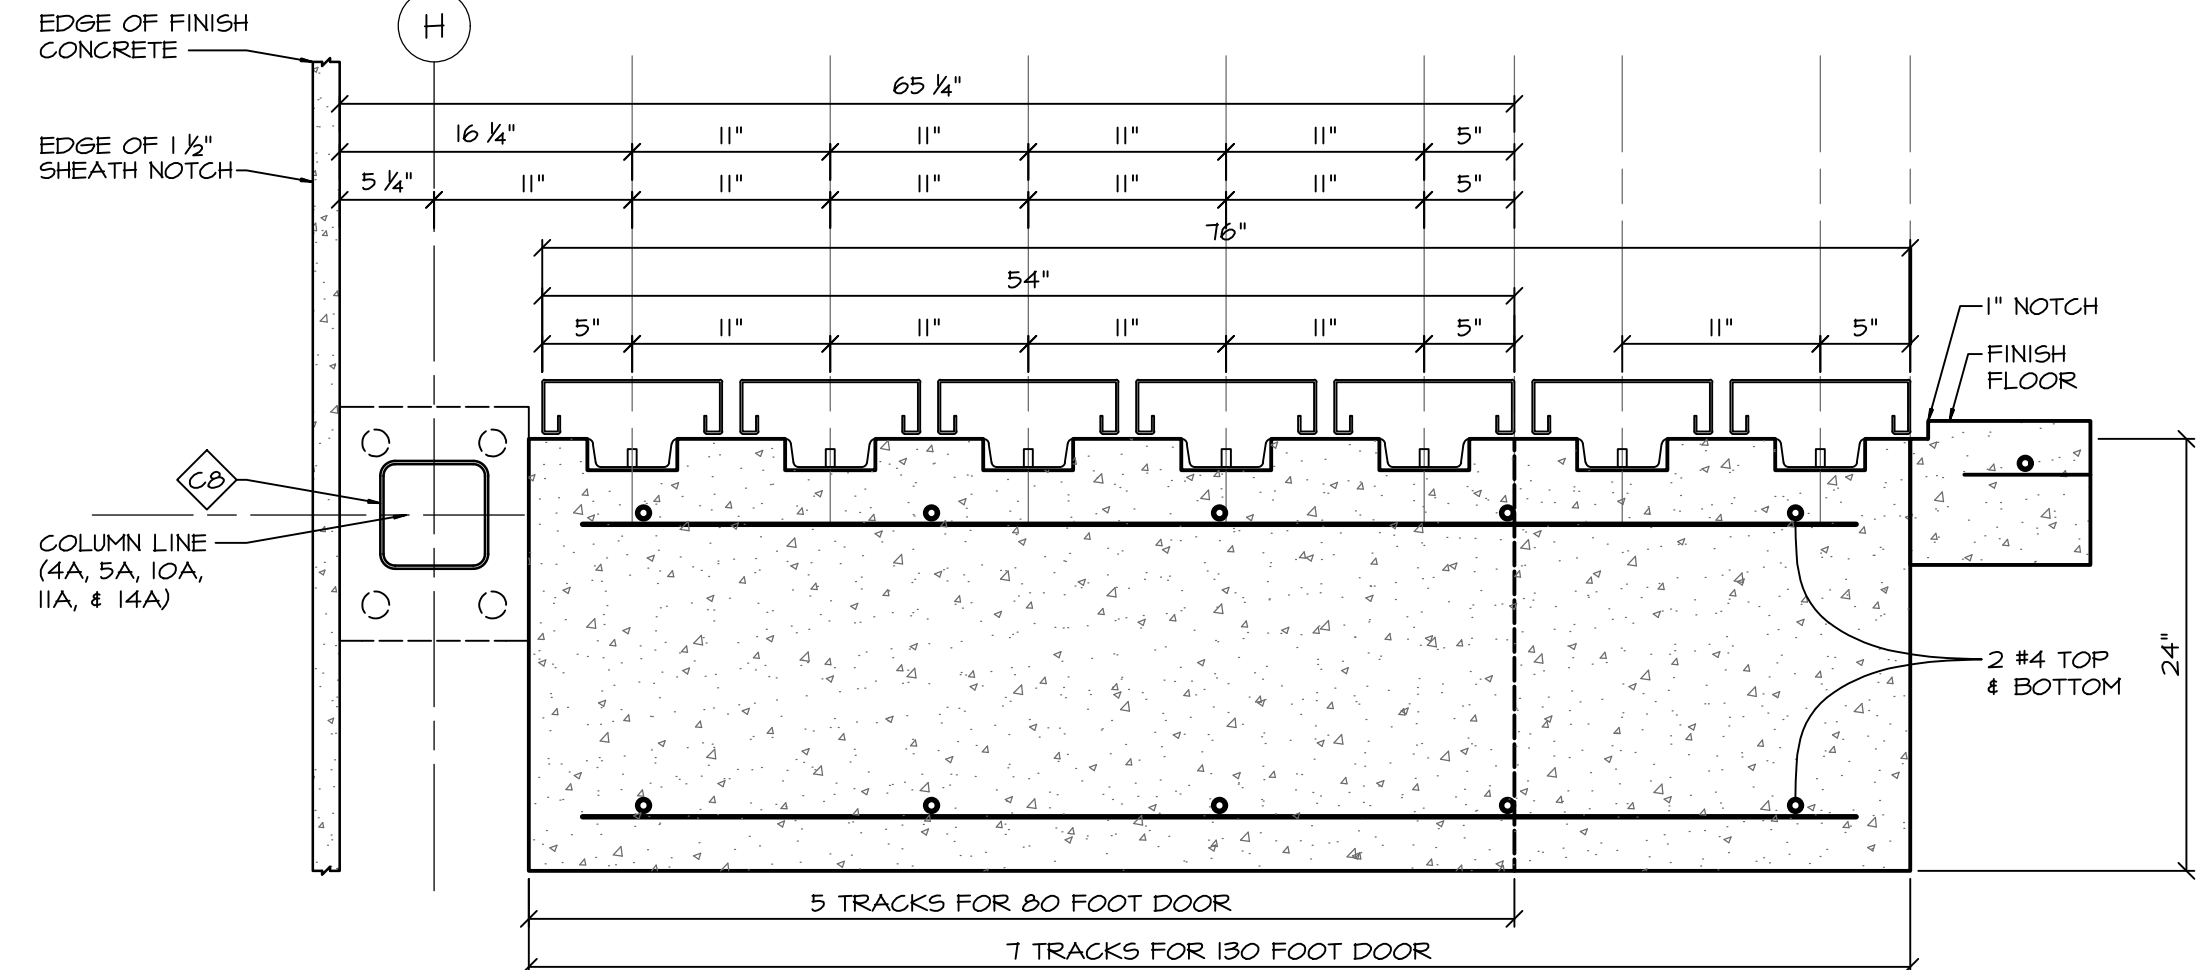 EDGE OF FINISH
CONCRETE
H
65 ¼"
EDGE OF 1 ½"
SHEATH NOTCH
16 ¼" 11" 11" 11" 11" 5"
5 ¼" 11" 11" 11" 11" 11" 5"
76"
54"
5" 11" 11" 11" 11" 5" 11" 5"
1" NOTCH
FINISH
FLOOR
C8
COLUMN LINE
(4A, 5A, 10A,
11A, & 14A)
2 #4 TOP
& BOTTOM
24"
5 TRACKS FOR 80 FOOT DOOR
7 TRACKS FOR 130 FOOT DOOR